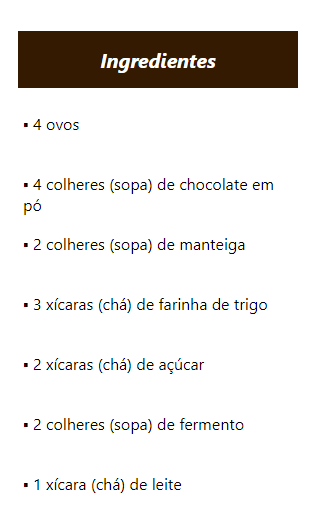 Ingredientes
▪ 4 ovos
▪ 4 colheres (sopa) de chocolate em
pó
▪ 2 colheres (sopa) de manteiga
▪ 3 xícaras (chá) de farinha de trigo
▪ 2 xícaras (chá) de açúcar
▪ 2 colheres (sopa) de fermento
▪ 1 xícara (chá) de leite